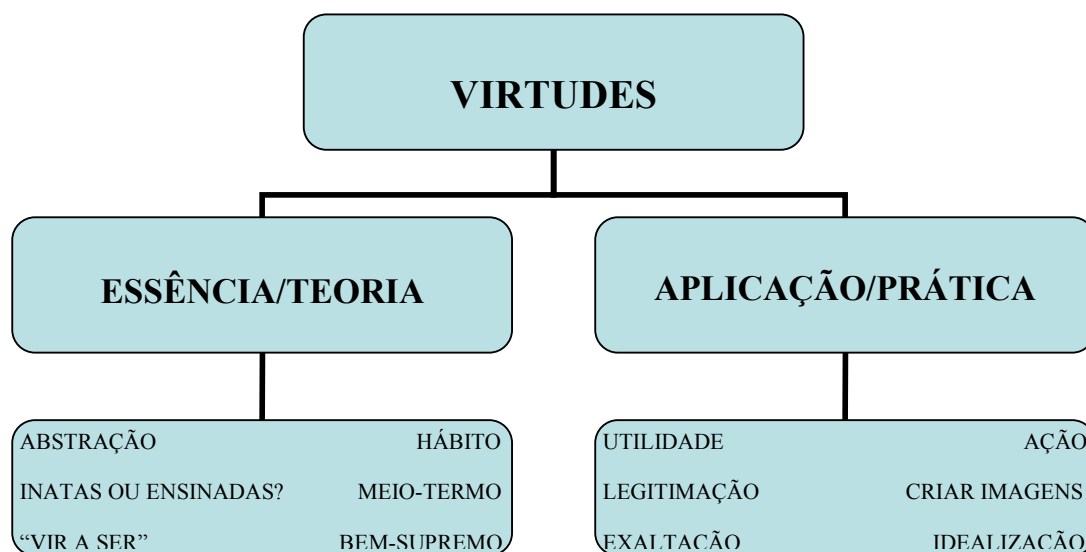 VIRTUDES
ESSÊNCIA/TEORIA
APLICAÇÃO/PRÁTICA
ABSTRAÇÃO HÁBITO
INATAS OU ENSINADAS? MEIO-TERMO
“VIR A SER” BEM-SUPREMO
UTILIDADE AÇÃO
LEGITIMAÇÃO CRIAR IMAGENS
EXALTAÇÃO IDEALIZAÇÃO